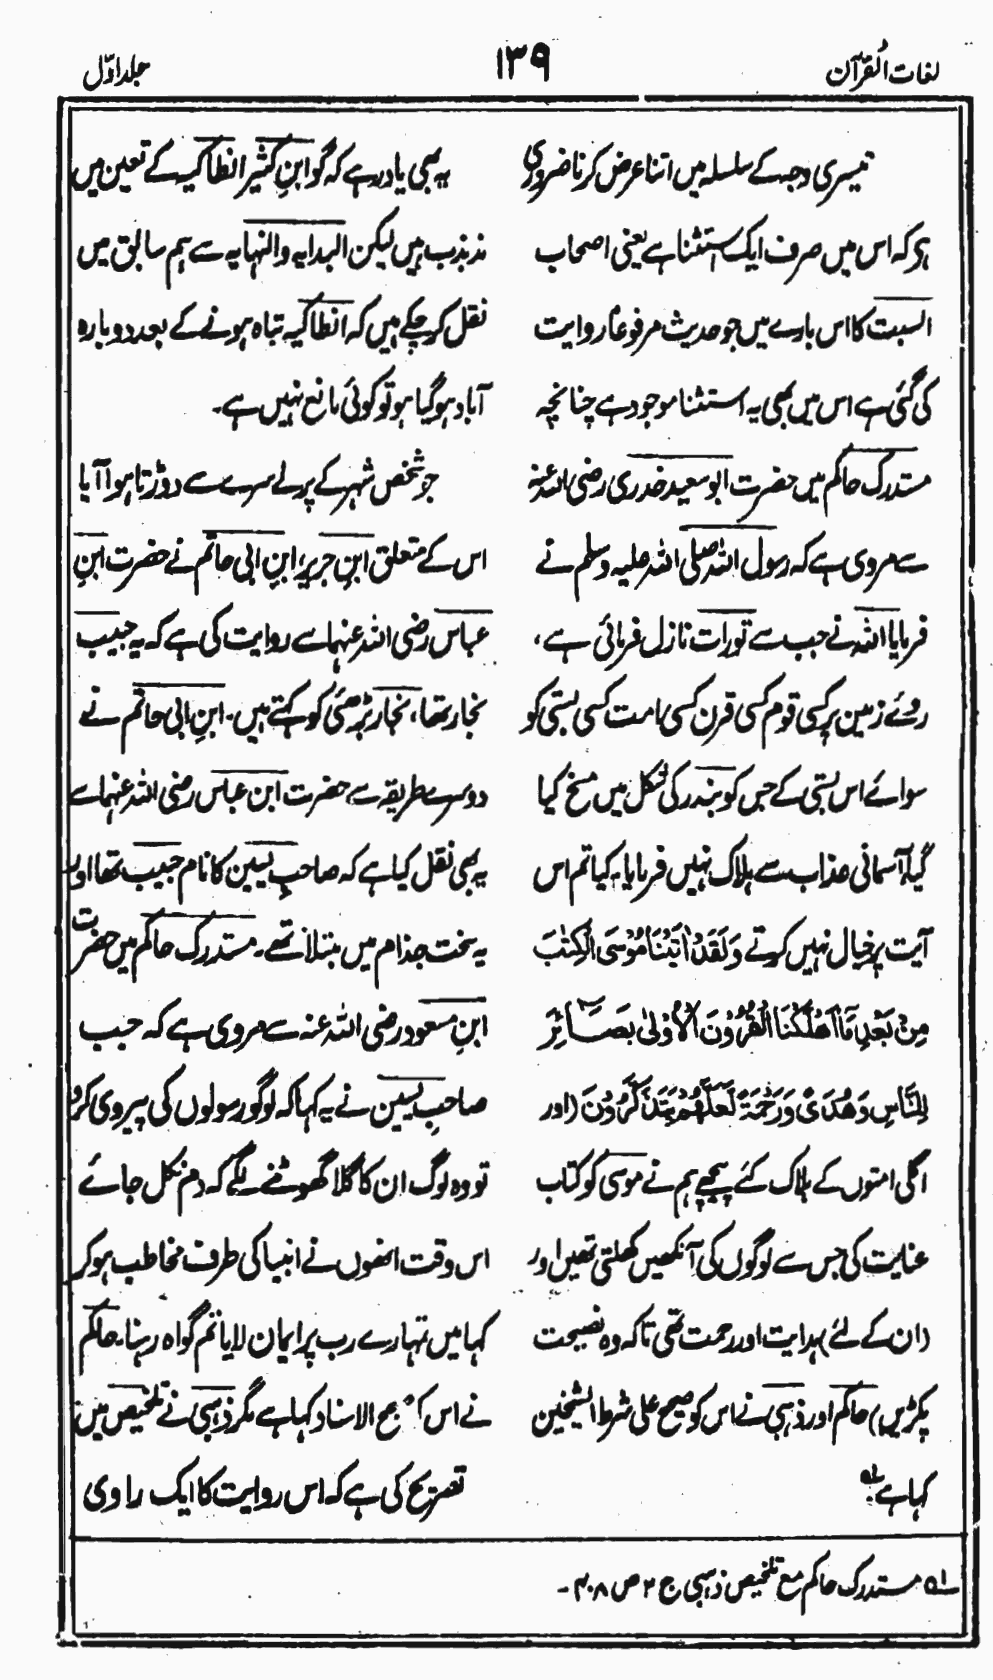 لغات القرآن
۱۳۹
جلد اوّل
تیسری وجہ کے سلسلہ میں اتنا عرض کرنا ضروری
ہے کہ اس میں صرف ایک استثنا ہے یعنی اصحاب
السبت کا اس بارے میں جو حدیث مرفوعاً روایت
کی گئی ہے اس میں بھی یہ استثنا موجود ہے چنانچہ
مستدرک حاکم میں حضرت ابو سعید خدری رضی اللہ عنہ
سے مروی ہے کہ رسول اللہ صلی اللہ علیہ وسلم نے
فرمایا اللہ نے جب سے تورات نازل فرمائی ہے،
روئے زمین پر کسی قوم کسی قرن کسی امت کسی بستی کو
سوائے اس بستی کے جس کو بندر کی شکل میں مسخ کیا
گیا، آسمانی عذاب سے ہلاک نہیں فرمایا۔ کیا تم اس
آیت پر خیال نہیں کرتے وَلَقَدْ اٰتَيْنَا مُوْسَى الْكِتٰبَ
مِنْۢ بَعْدِ مَآ اَهْلَكْنَا الْقُرُوْنَ الْاُوْلٰى بَصَآئِرَ
لِلنَّاسِ وَهُدًى وَّرَحْمَةً لَّعَلَّهُمْ يَتَذَكَّرُوْنَ (اور
اگلی امتوں کے ہلاک کئے پیچھے ہم نے موسیٰ کو کتاب
عنایت کی جس سے لوگوں کی آنکھیں کھلتی تھیں اور
(ان کے لئے) ہدایت اور رحمت تھی تاکہ وہ نصیحت
پکڑیں) حاکم اور ذہبی نے اس کو صحیح علی شرط الشیخین
کہا ہے۔ لہ
یہ بھی یاد رہے کہ گو ابنِ کثیر انطاکیہ کے تعین میں
مذبذب ہیں لیکن البدایہ والنہایہ سے ہم سابق میں
نقل کر چکے ہیں کہ انطاکیہ تباہ ہونے کے بعد دوبارہ
آباد ہو گیا ہو تو کوئی مانع نہیں ہے۔
جو شخص شہر کے پرلے سرے سے دوڑتا ہوا آیا
اس کے متعلق ابنِ جریر، ابنِ ابی حاتم نے حضرت ابنِ
عباس رضی اللہ عنہما سے روایت کی ہے کہ یہ حبیب
نجار تھا، نجار بڑھئی کو کہتے ہیں۔ ابنِ ابی حاتم نے
دوسرے طریقہ سے حضرت ابن عباس رضی اللہ عنہما سے
یہ بھی نقل کیا ہے کہ صاحبِ یٰسین کا نام حبیب تھا اور
یہ سخت جذام میں مبتلا تھے۔ مستدرک حاکم میں حضرت
ابنِ مسعود رضی اللہ عنہ سے مروی ہے کہ جب
صاحبِ یٰسین نے یہ کہا کہ لوگو رسولوں کی پیروی کرو
تو وہ لوگ ان کا گلا گھونٹنے لگے کہ دم نکل جائے
اس وقت انھوں نے انبیا کی طرف مخاطب ہو کر
کہا میں تمہارے رب پر ایمان لایا تم گواہ رہنا۔ حاکم
نے اس کو صحیح الاسناد کہا ہے مگر ذہبی نے تلخیص میں
تصریح کی ہے کہ اس روایت کا ایک راوی
لہ مستدرک حاکم مع تلخیص ذہبی ج ۲ ص ۴۰۸۔